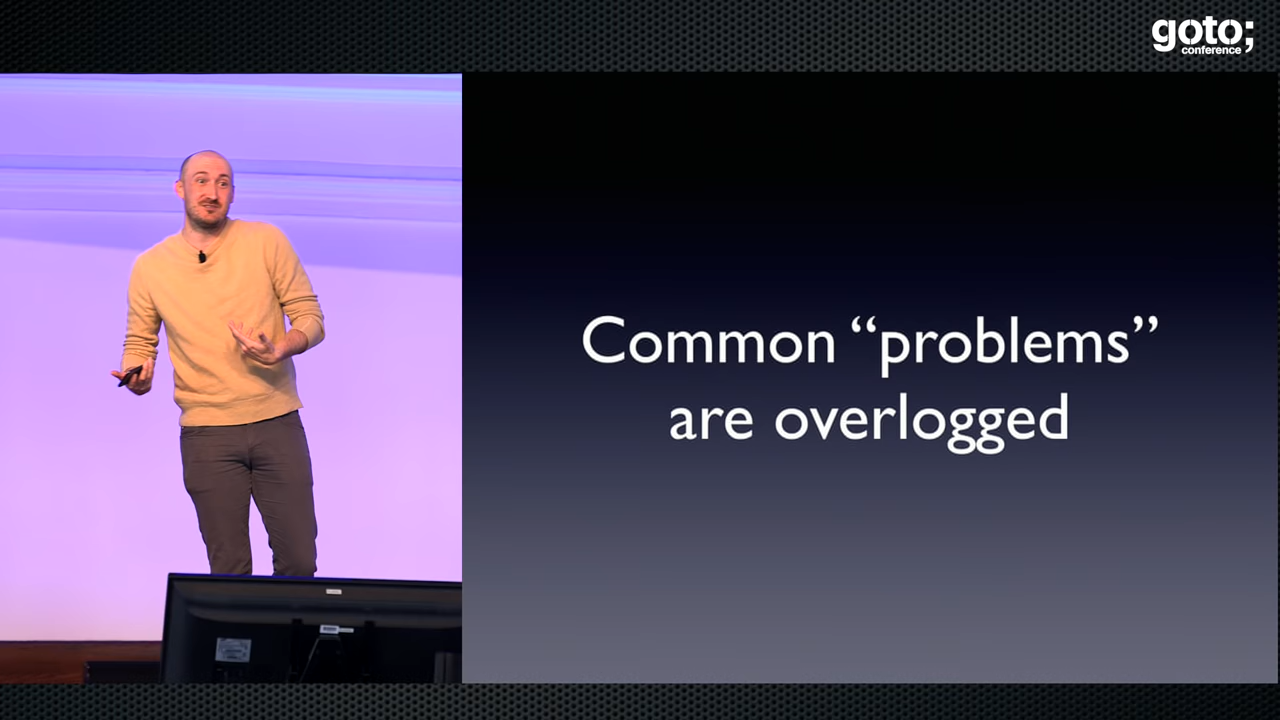 goto;
conference
Common “problems”
are overlogged